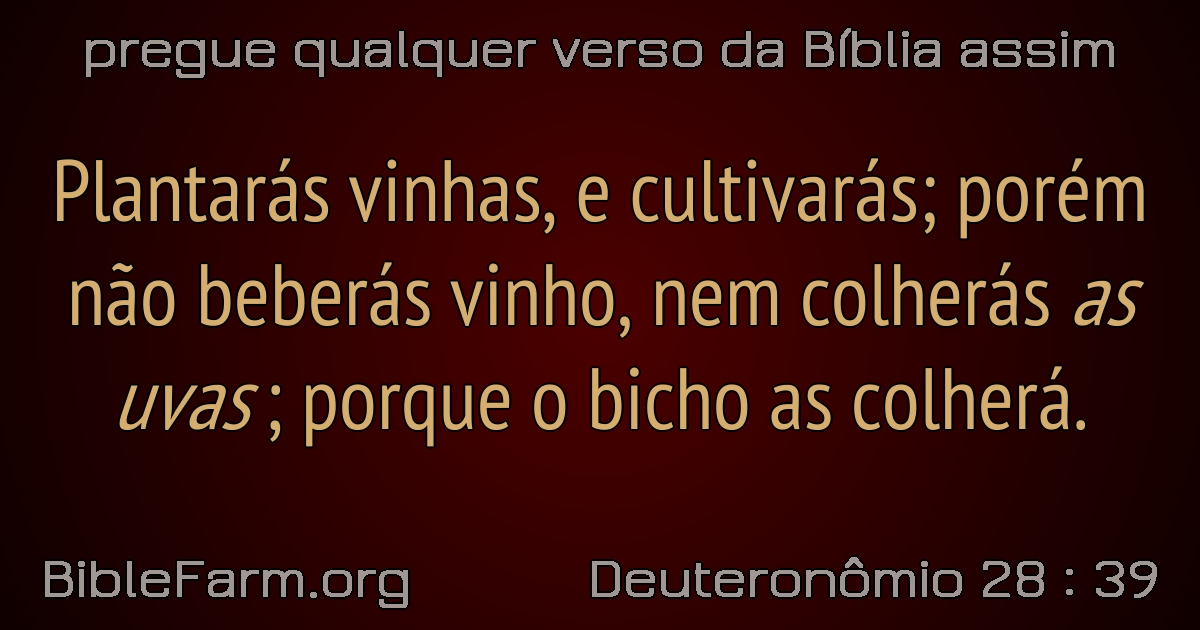 pregue qualquer verso da Bíblia assim
Plantarás vinhas, e cultivarás; porém
não beberás vinho, nem colherás as
uvas; porque o bicho as colherá.
BibleFarm.org
Deuteronômio 28 : 39